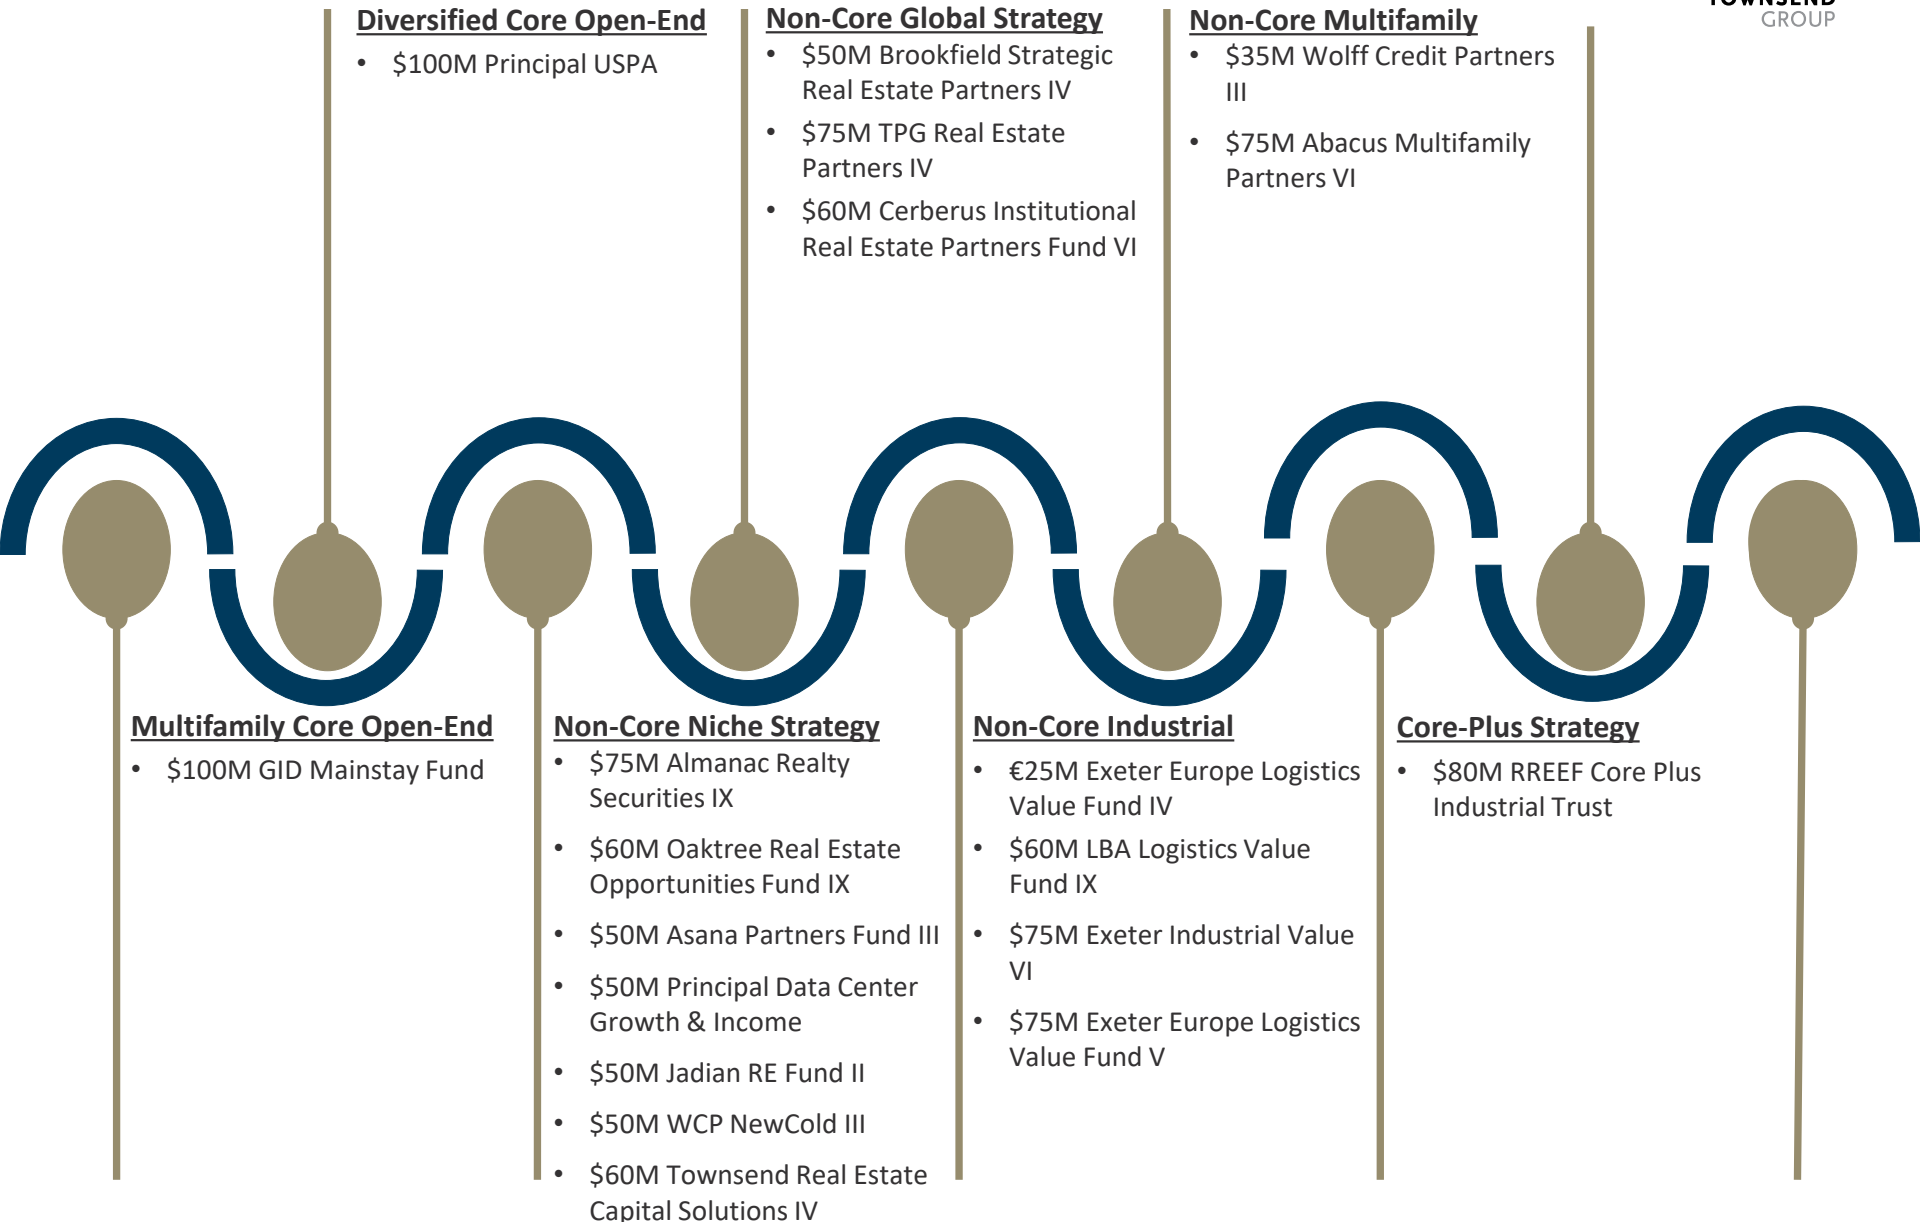 TOWNSEND
GROUP
Diversified Core Open-End
• $100M Principal USPA
Non-Core Global Strategy
• $50M Brookfield Strategic
Real Estate Partners IV
• $75M TPG Real Estate
Partners IV
• $60M Cerberus Institutional
Real Estate Partners Fund VI
Non-Core Multifamily
• $35M Wolff Credit Partners
III
• $75M Abacus Multifamily
Partners VI
Multifamily Core Open-End
• $100M GID Mainstay Fund
Non-Core Niche Strategy
• $75M Almanac Realty
Securities IX
• $60M Oaktree Real Estate
Opportunities Fund IX
• $50M Asana Partners Fund III
• $50M Principal Data Center
Growth & Income
• $50M Jadian RE Fund II
• $50M WCP NewCold III
• $60M Townsend Real Estate
Capital Solutions IV
Non-Core Industrial
• €25M Exeter Europe Logistics
Value Fund IV
• $60M LBA Logistics Value
Fund IX
• $75M Exeter Industrial Value
VI
• $75M Exeter Europe Logistics
Value Fund V
Core-Plus Strategy
• $80M RREEF Core Plus
Industrial Trust